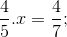 4/5 . x = 4/7;